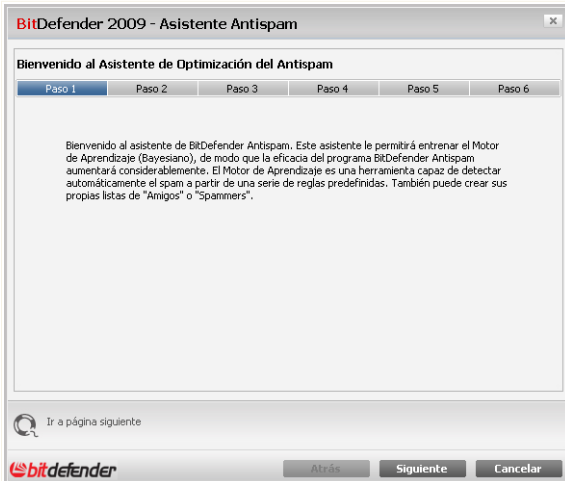 BitDefender 2009 - Asistente Antispam
Bienvenido al Asistente de Optimización del Antispam
Paso 1 Paso 2 Paso 3 Paso 4 Paso 5 Paso 6
Bienvenido al asistente de BitDefender Antispam. Este asistente le permitirá entrenar el Motor
de Aprendizaje (Bayesiano), de modo que la eficacia del programa BitDefender Antispam
aumentará considerablemente. El Motor de Aprendizaje es una herramienta capaz de detectar
automáticamente el spam a partir de una serie de reglas predefinidas. También puede crear sus
propias listas de "Amigos" o "Spammers".
Ir a página siguiente
bitdefender
Atrás Siguiente Cancelar